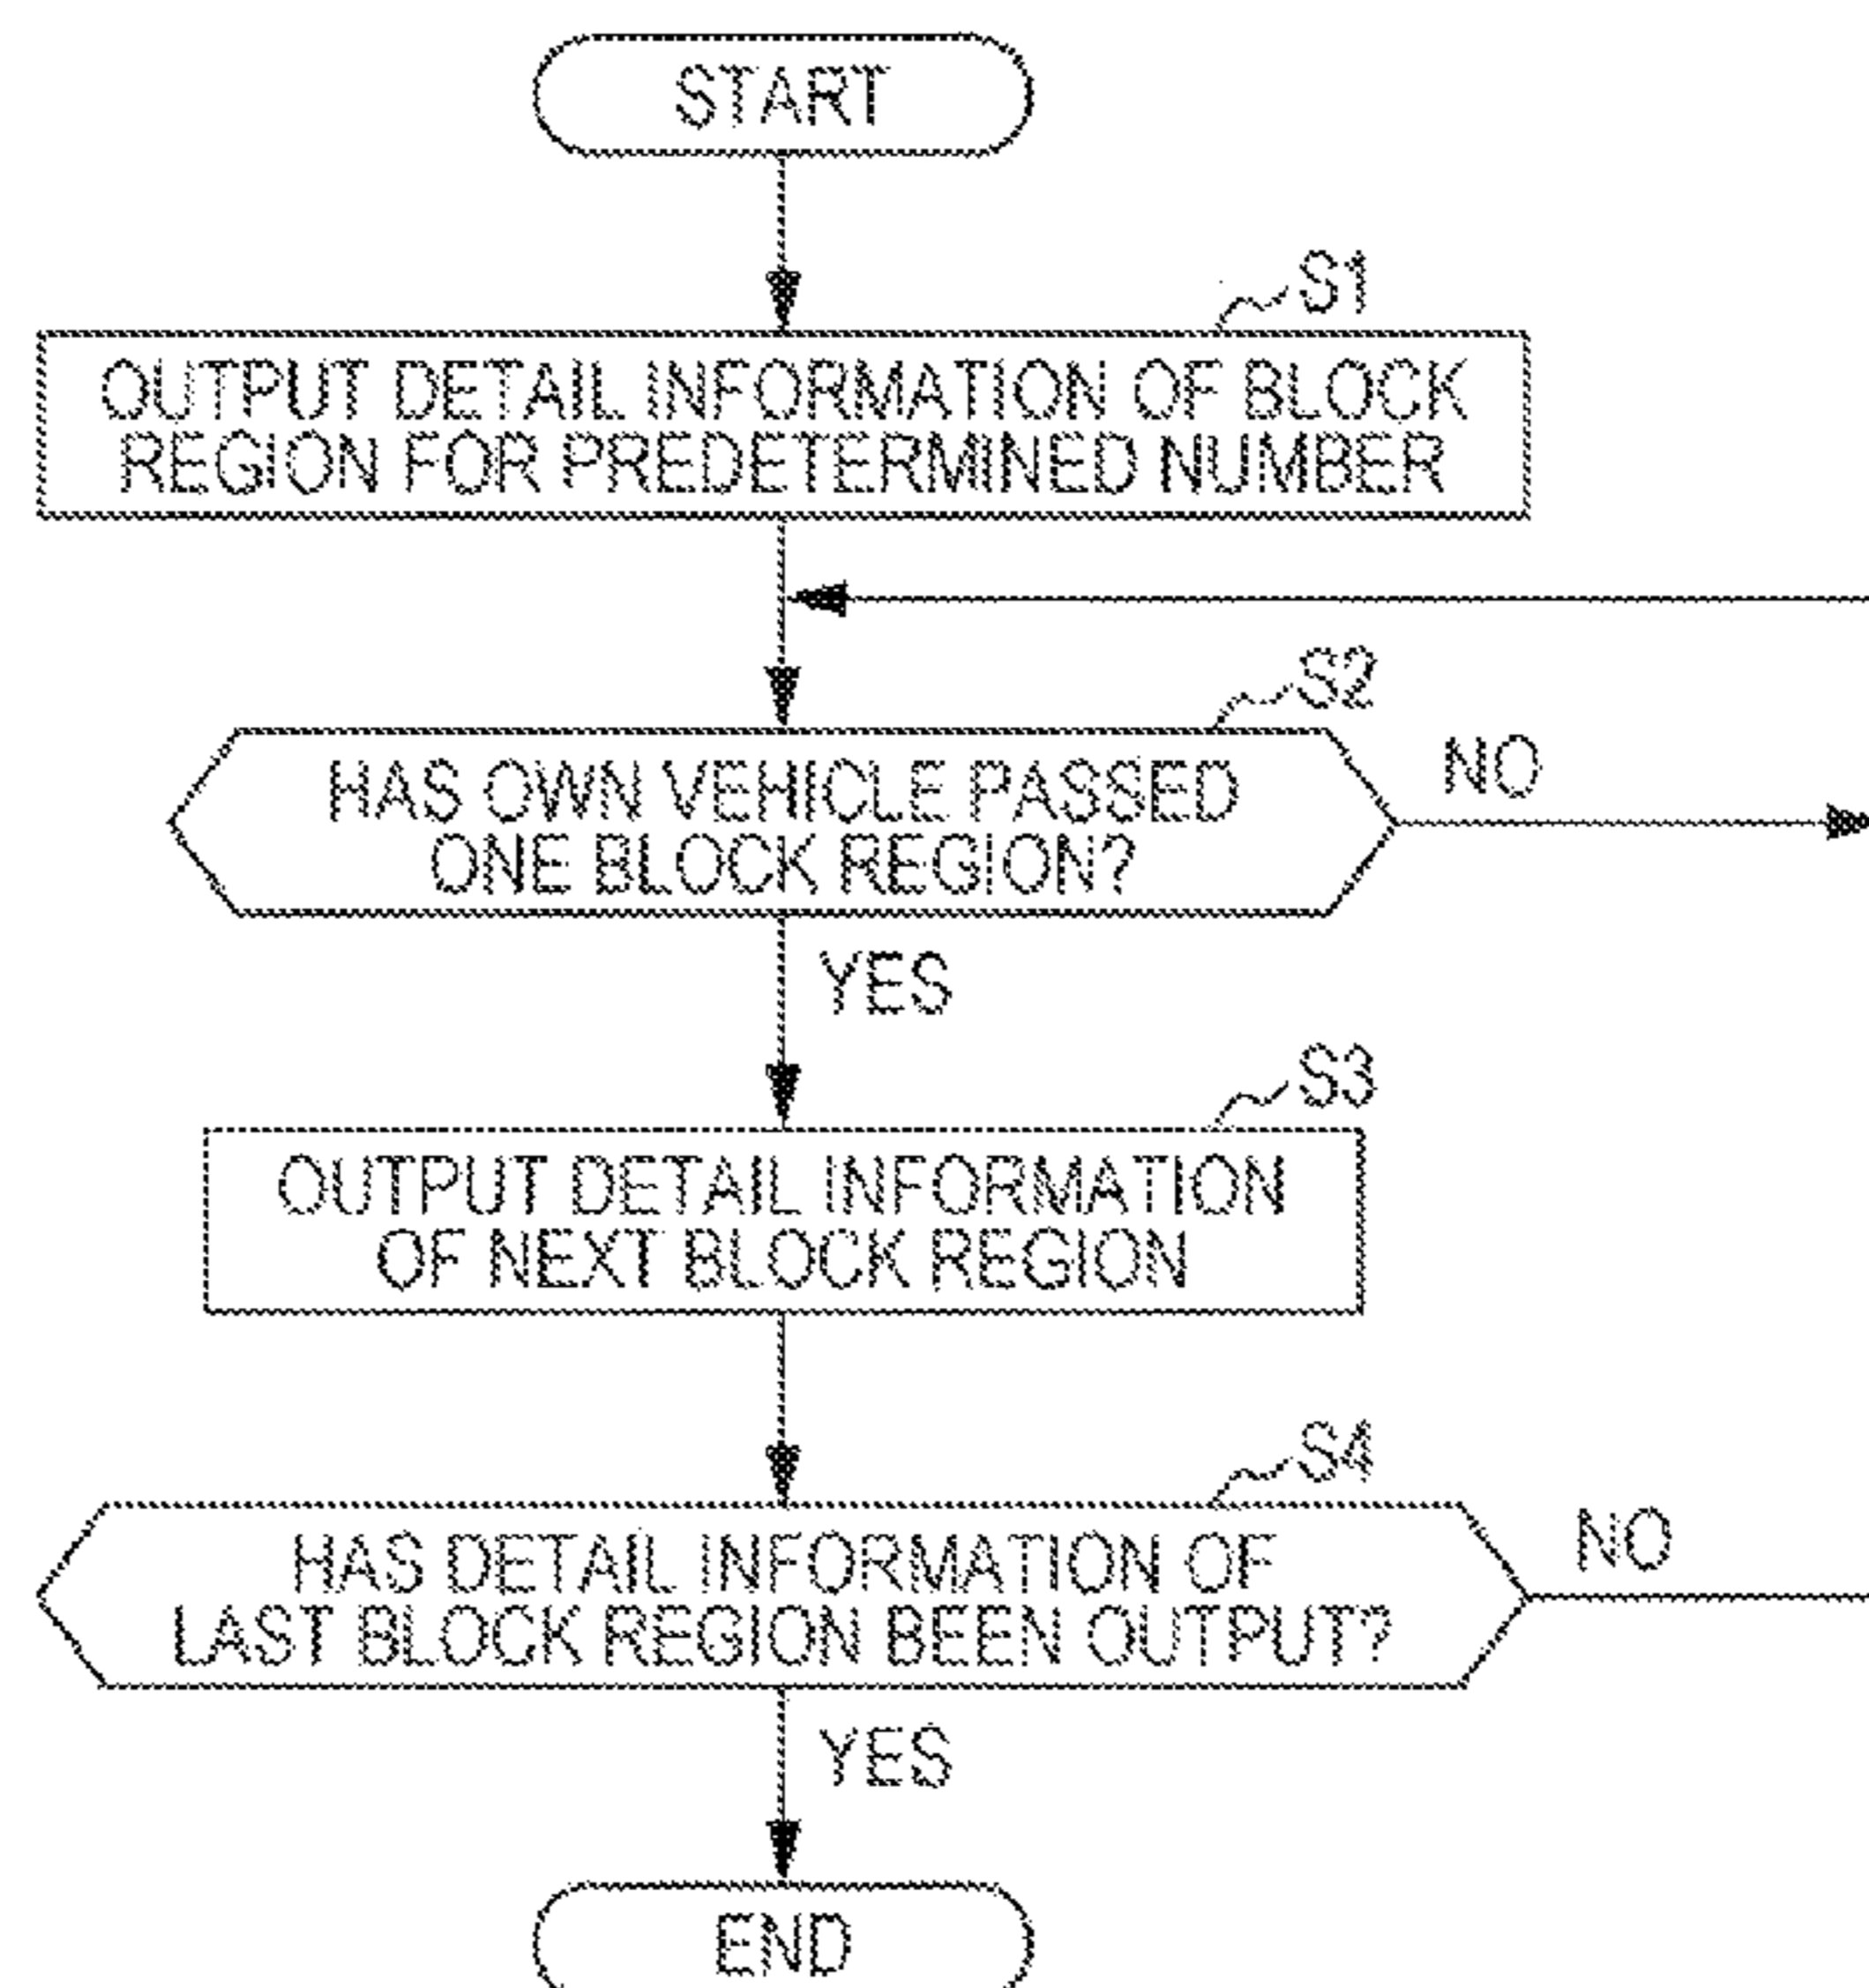 START
S1
OUTPUT DETAIL INFORMATION OF BLOCK
REGION FOR PREDETERMINED NUMBER
S2
HAS OWN VEHICLE PASSED
ONE BLOCK REGION?
NO
YES
S3
OUTPUT DETAIL INFORMATION
OF NEXT BLOCK REGION
S4
HAS DETAIL INFORMATION OF
LAST BLOCK REGION BEEN OUTPUT?
NO
YES
END